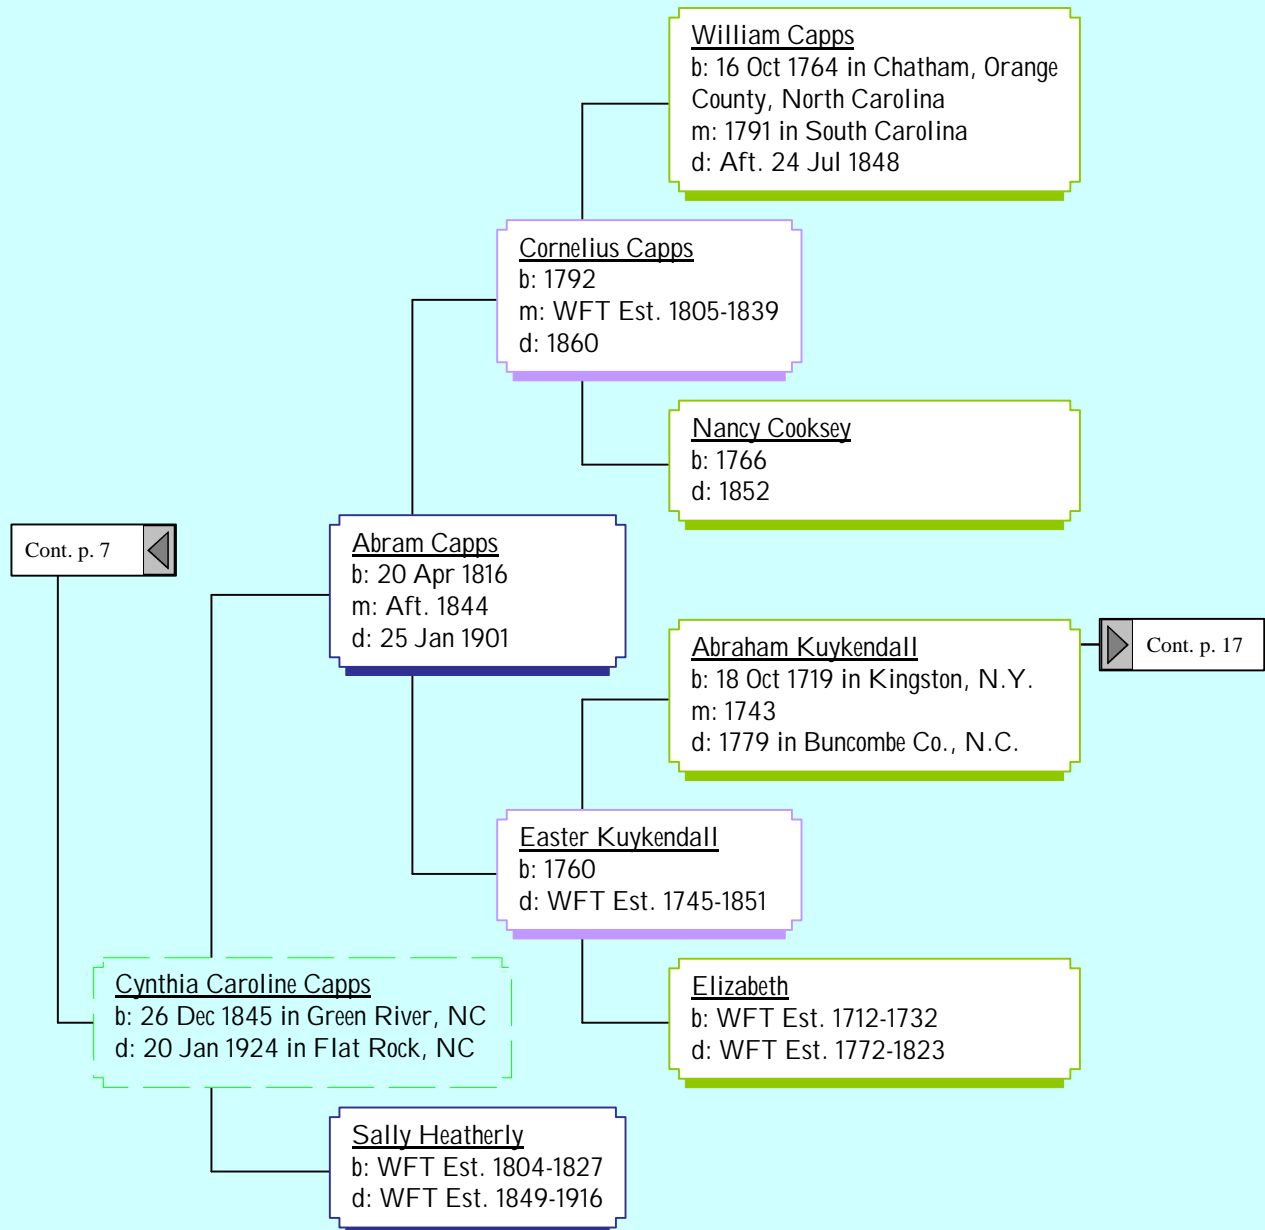 William Capps
b: 16 Oct 1764 in Chatham, Orange
County, North Carolina
m: 1791 in South Carolina
d: Aft. 24 Jul 1848
Cornelius Capps
b: 1792
m: WFT Est. 1805-1839
d: 1860
Nancy Cooksey
b: 1766
d: 1852
Cont. p. 7
Abram Capps
b: 20 Apr 1816
m: Aft. 1844
d: 25 Jan 1901
Abraham Kuykendall
b: 18 Oct 1719 in Kingston, N.Y.
m: 1743
d: 1779 in Buncombe Co., N.C.
Cont. p. 17
Easter Kuykendall
b: 1760
d: WFT Est. 1745-1851
Cynthia Caroline Capps
b: 26 Dec 1845 in Green River, NC
d: 20 Jan 1924 in Flat Rock, NC
Elizabeth
b: WFT Est. 1712-1732
d: WFT Est. 1772-1823
Sally Heatherly
b: WFT Est. 1804-1827
d: WFT Est. 1849-1916